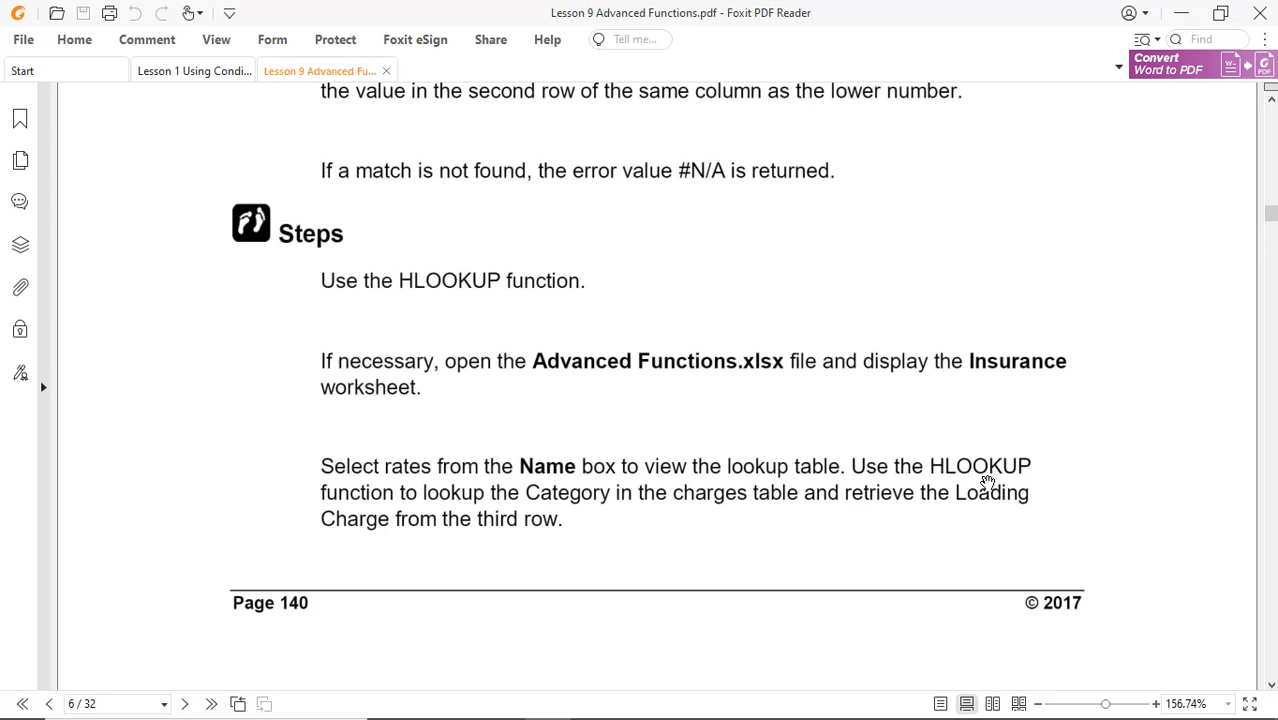 Lesson 9 Advanced Functions.pdf - Foxit PDF Reader
File Home Comment View Form Protect Foxit eSign Share Help Tell me... Find
Start Lesson 1 Using Condi... Lesson 9 Advanced Fu... Convert Word to PDF
the value in the second row of the same column as the lower number.
If a match is not found, the error value #N/A is returned.
Steps
Use the HLOOKUP function.
If necessary, open the Advanced Functions.xlsx file and display the Insurance
worksheet.
Select rates from the Name box to view the lookup table. Use the HLOOKUP
function to lookup the Category in the charges table and retrieve the Loading
Charge from the third row.
Page 140 © 2017
6 / 32 156.74%